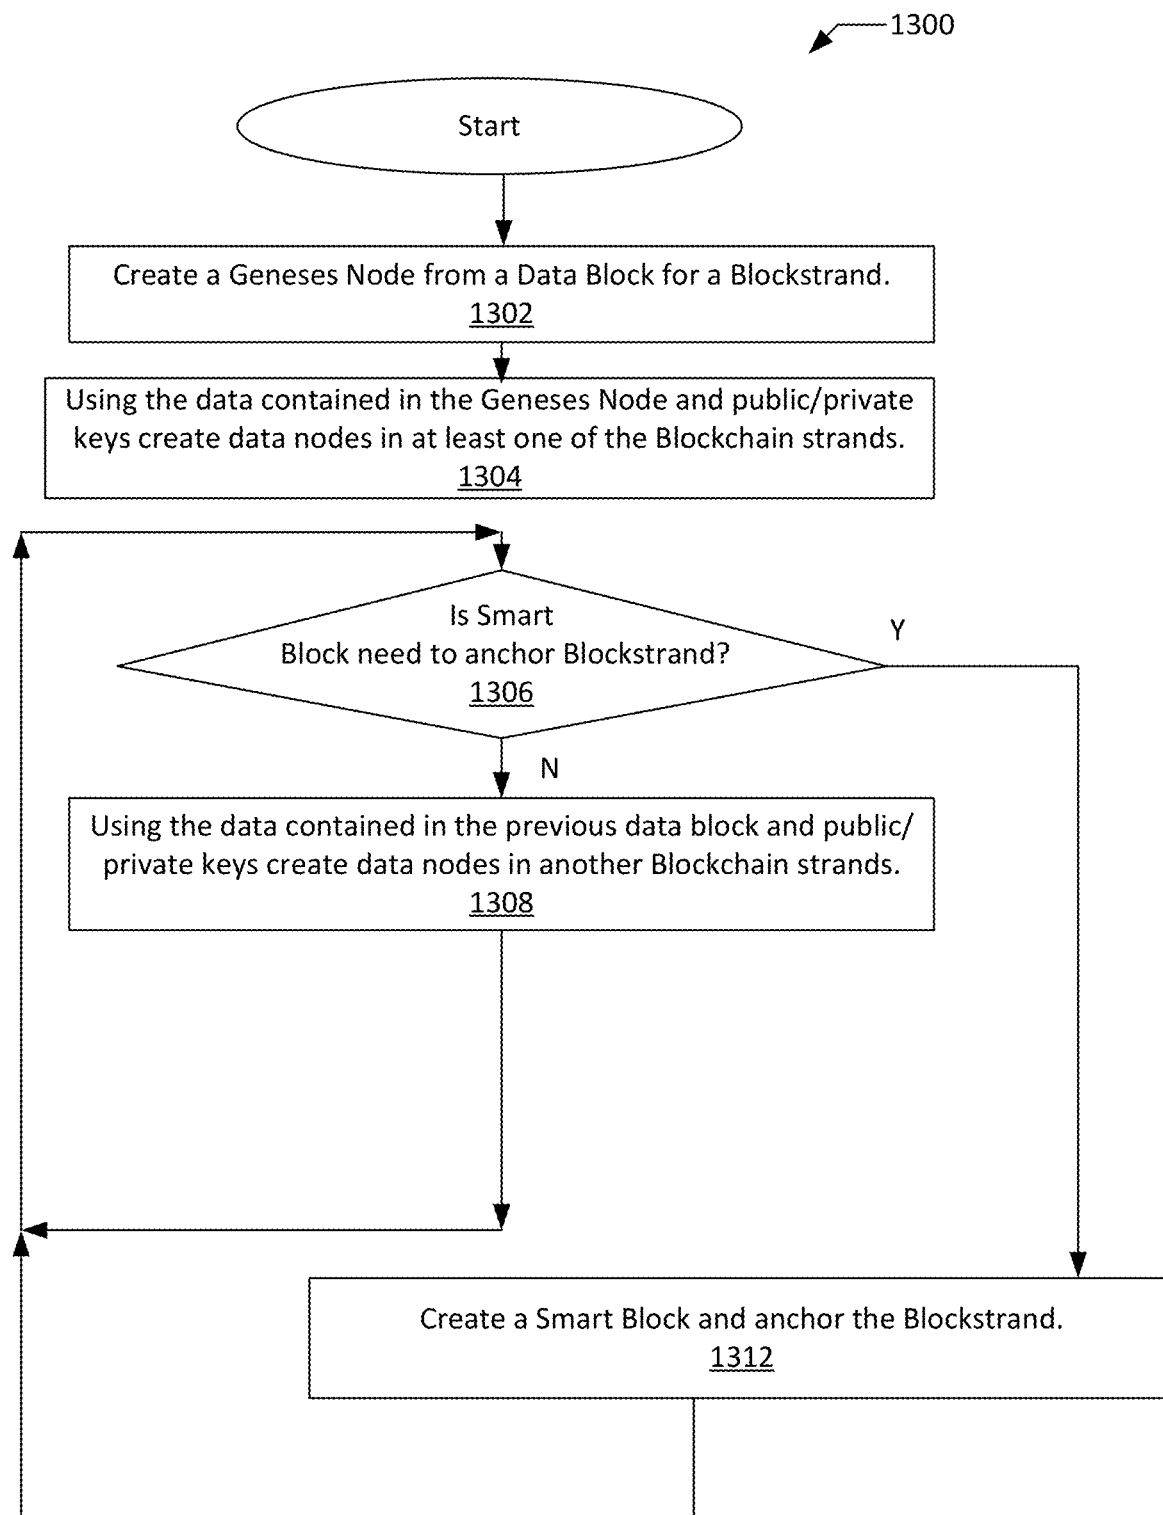 1300
Start
Create a Geneses Node from a Data Block for a Blockstrand.
1302
Using the data contained in the Geneses Node and public/private
keys create data nodes in at least one of the Blockchain strands.
1304
Is Smart
Block need to anchor Blockstrand?
1306
Y
N
Using the data contained in the previous data block and public/
private keys create data nodes in another Blockchain strands.
1308
Create a Smart Block and anchor the Blockstrand.
1312